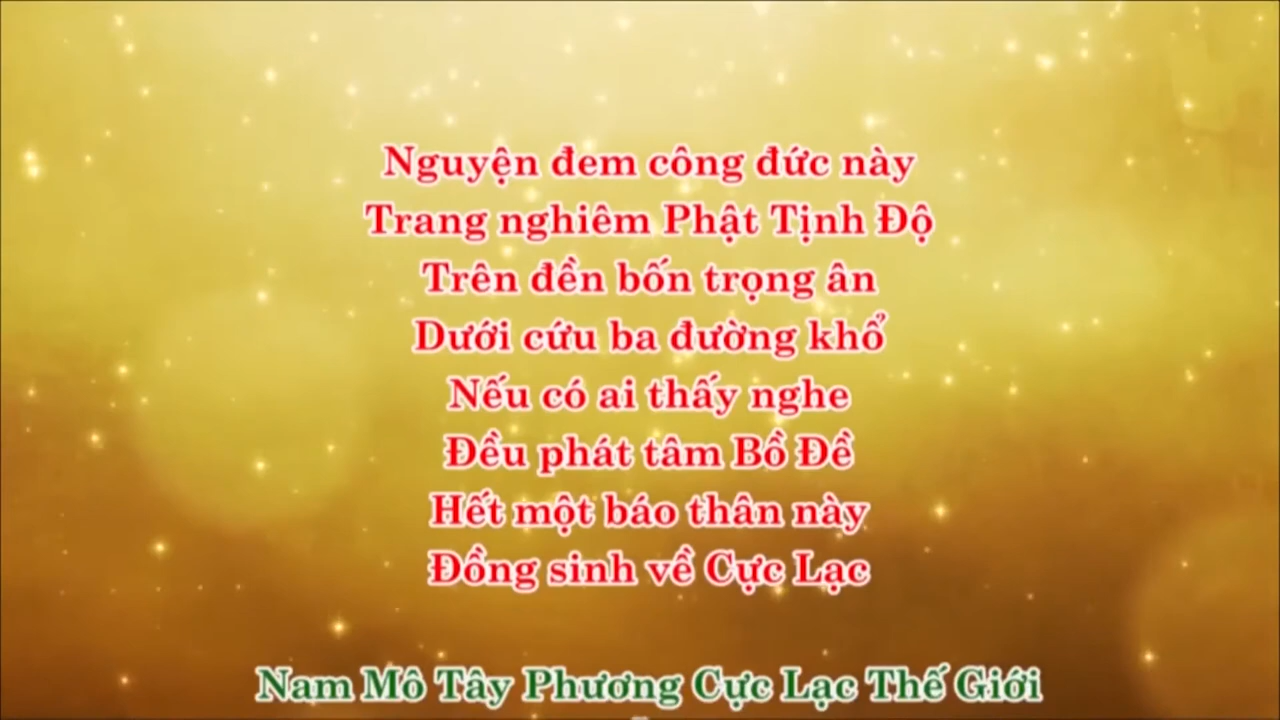 Nguyện đem công đức này
Trang nghiêm Phật Tịnh Độ
Trên đền bốn trọng ân
Dưới cứu ba đường khổ
Nếu có ai thấy nghe
Đều phát tâm Bồ Đề
Hết một báo thân này
Đồng sinh về Cực Lạc
Nam Mô Tây Phương Cực Lạc Thế Giới